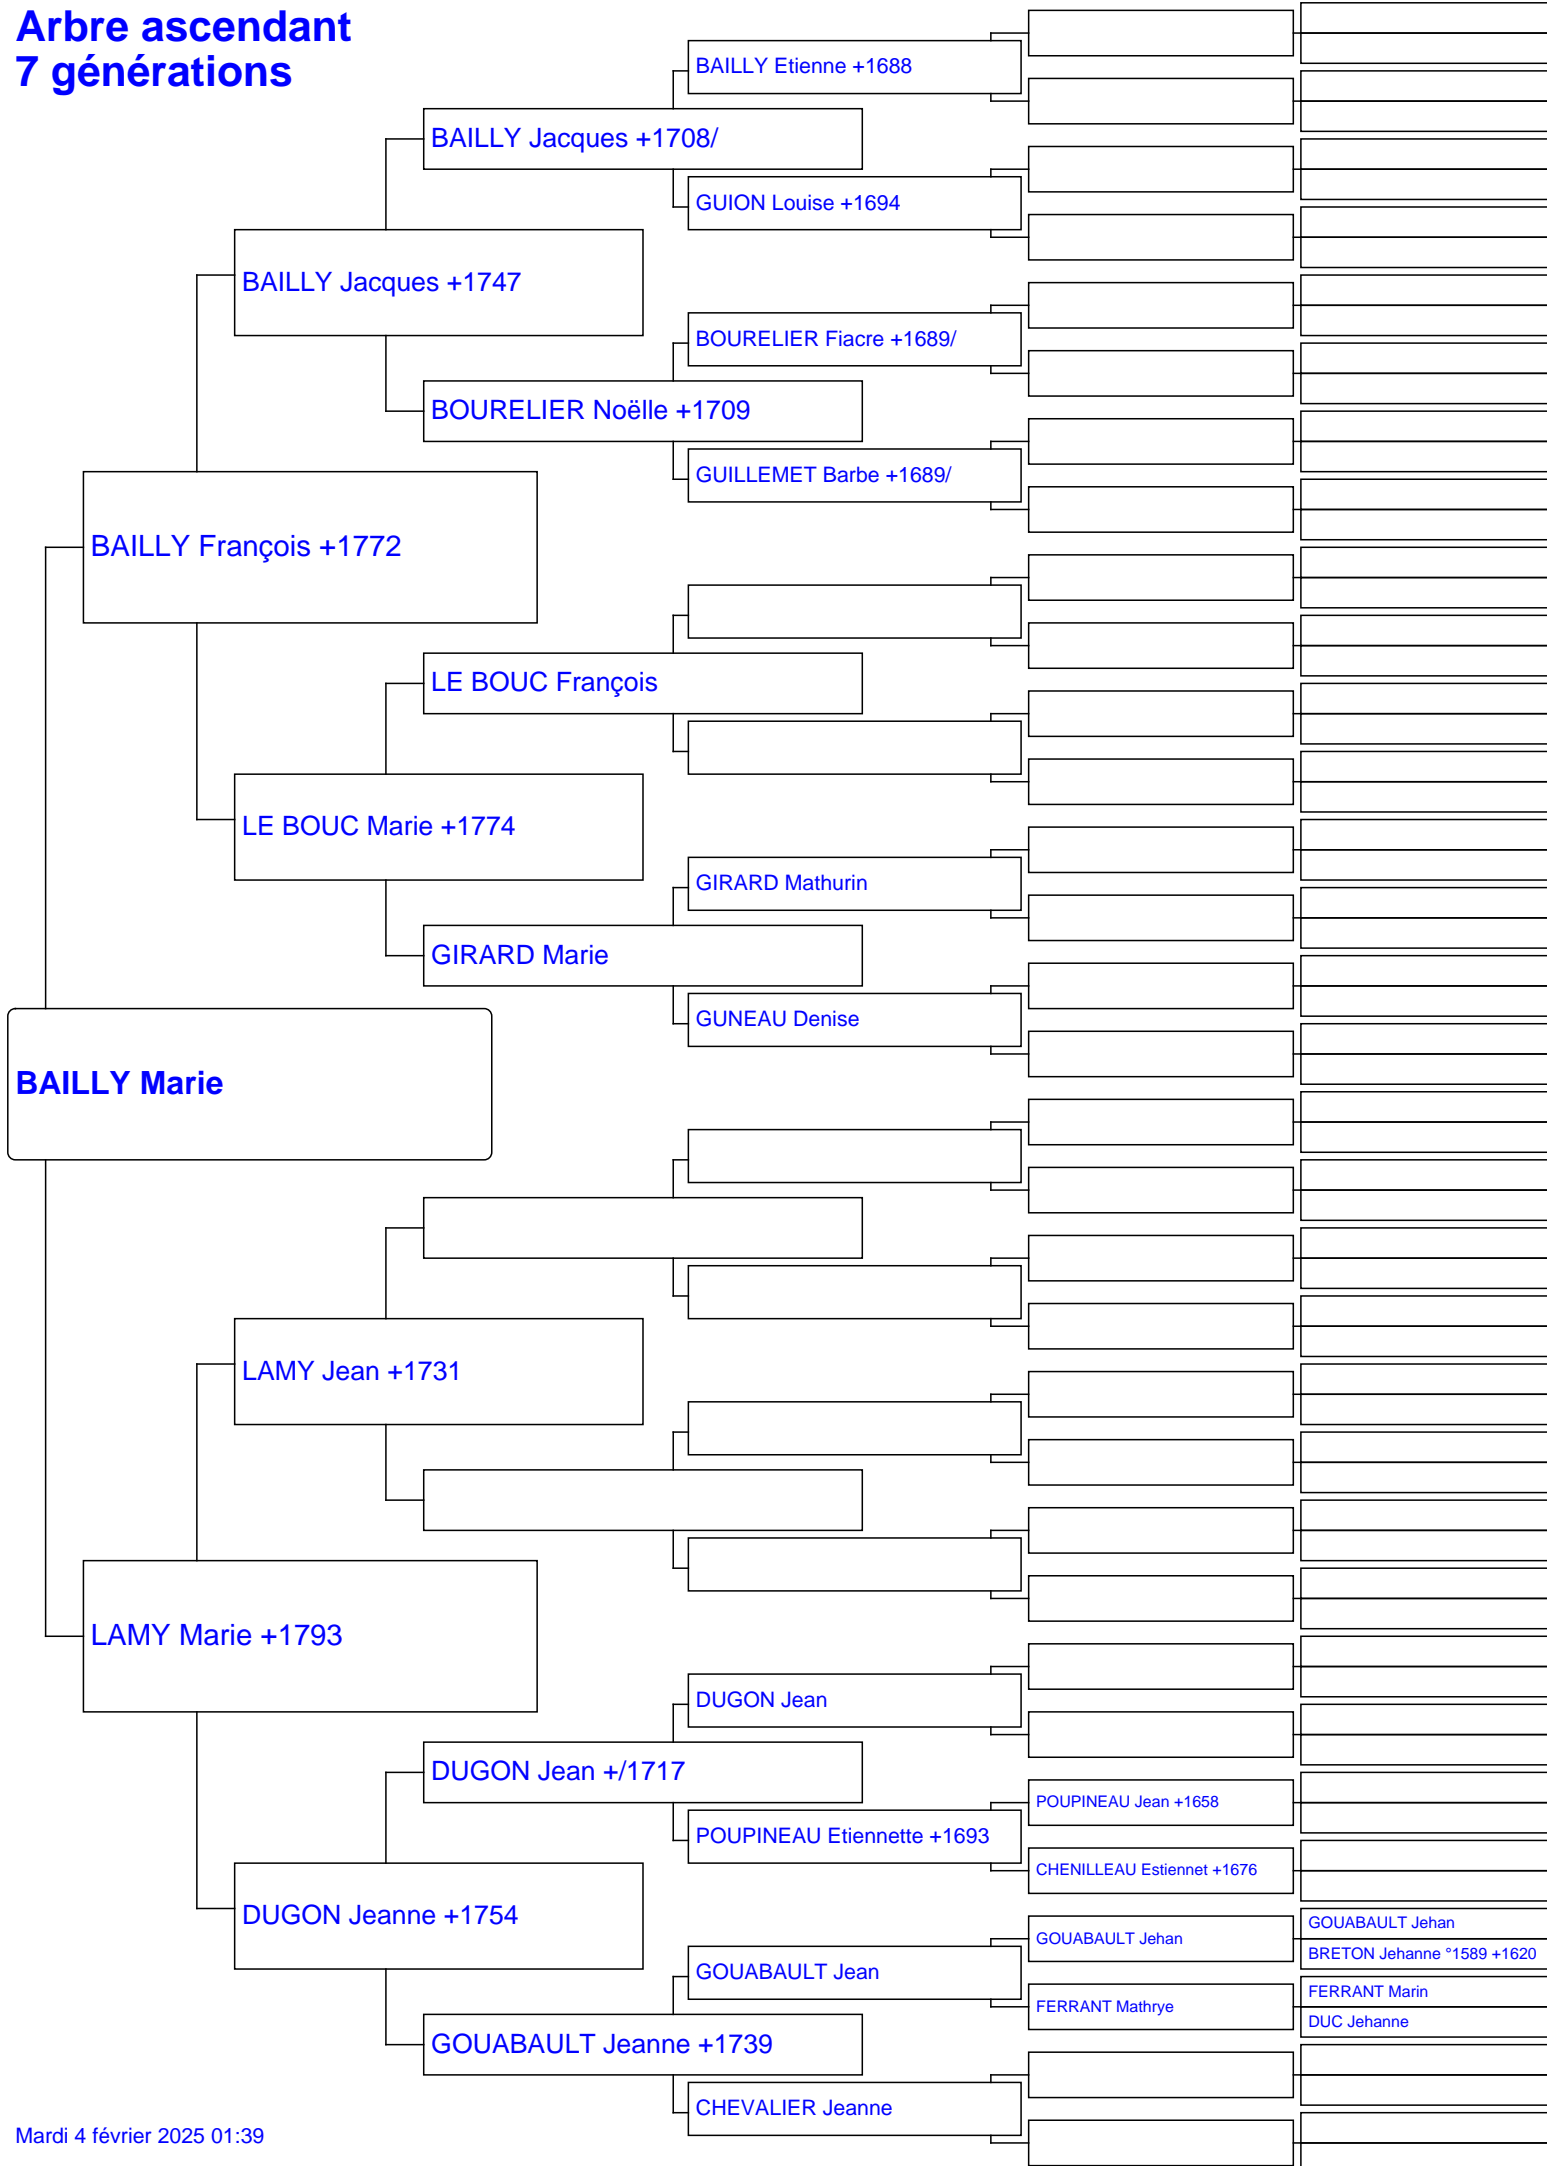 Arbre ascendant
7 générations
BAILLY Etienne +1688
BAILLY Jacques +1708/
GUION Louise +1694
BAILLY Jacques +1747
BOURELIER Fiacre +1689/
BOURELIER Noëlle +1709
GUILLEMET Barbe +1689/
BAILLY François +1772
LE BOUC François
LE BOUC Marie +1774
GIRARD Mathurin
GIRARD Marie
GUNEAU Denise
BAILLY Marie
LAMY Jean +1731
LAMY Marie +1793
DUGON Jean
DUGON Jean +/1717
POUPINEAU Jean +1658
POUPINEAU Etiennette +1693
CHENILLEAU Estiennet +1676
DUGON Jeanne +1754
GOUABAULT Jehan
GOUABAULT Jehan
BRETON Jehanne °1589 +1620
GOUABAULT Jean
FERRANT Marin
FERRANT Mathrye
DUC Jehanne
GOUABAULT Jeanne +1739
CHEVALIER Jeanne
Mardi 4 février 2025 01:39